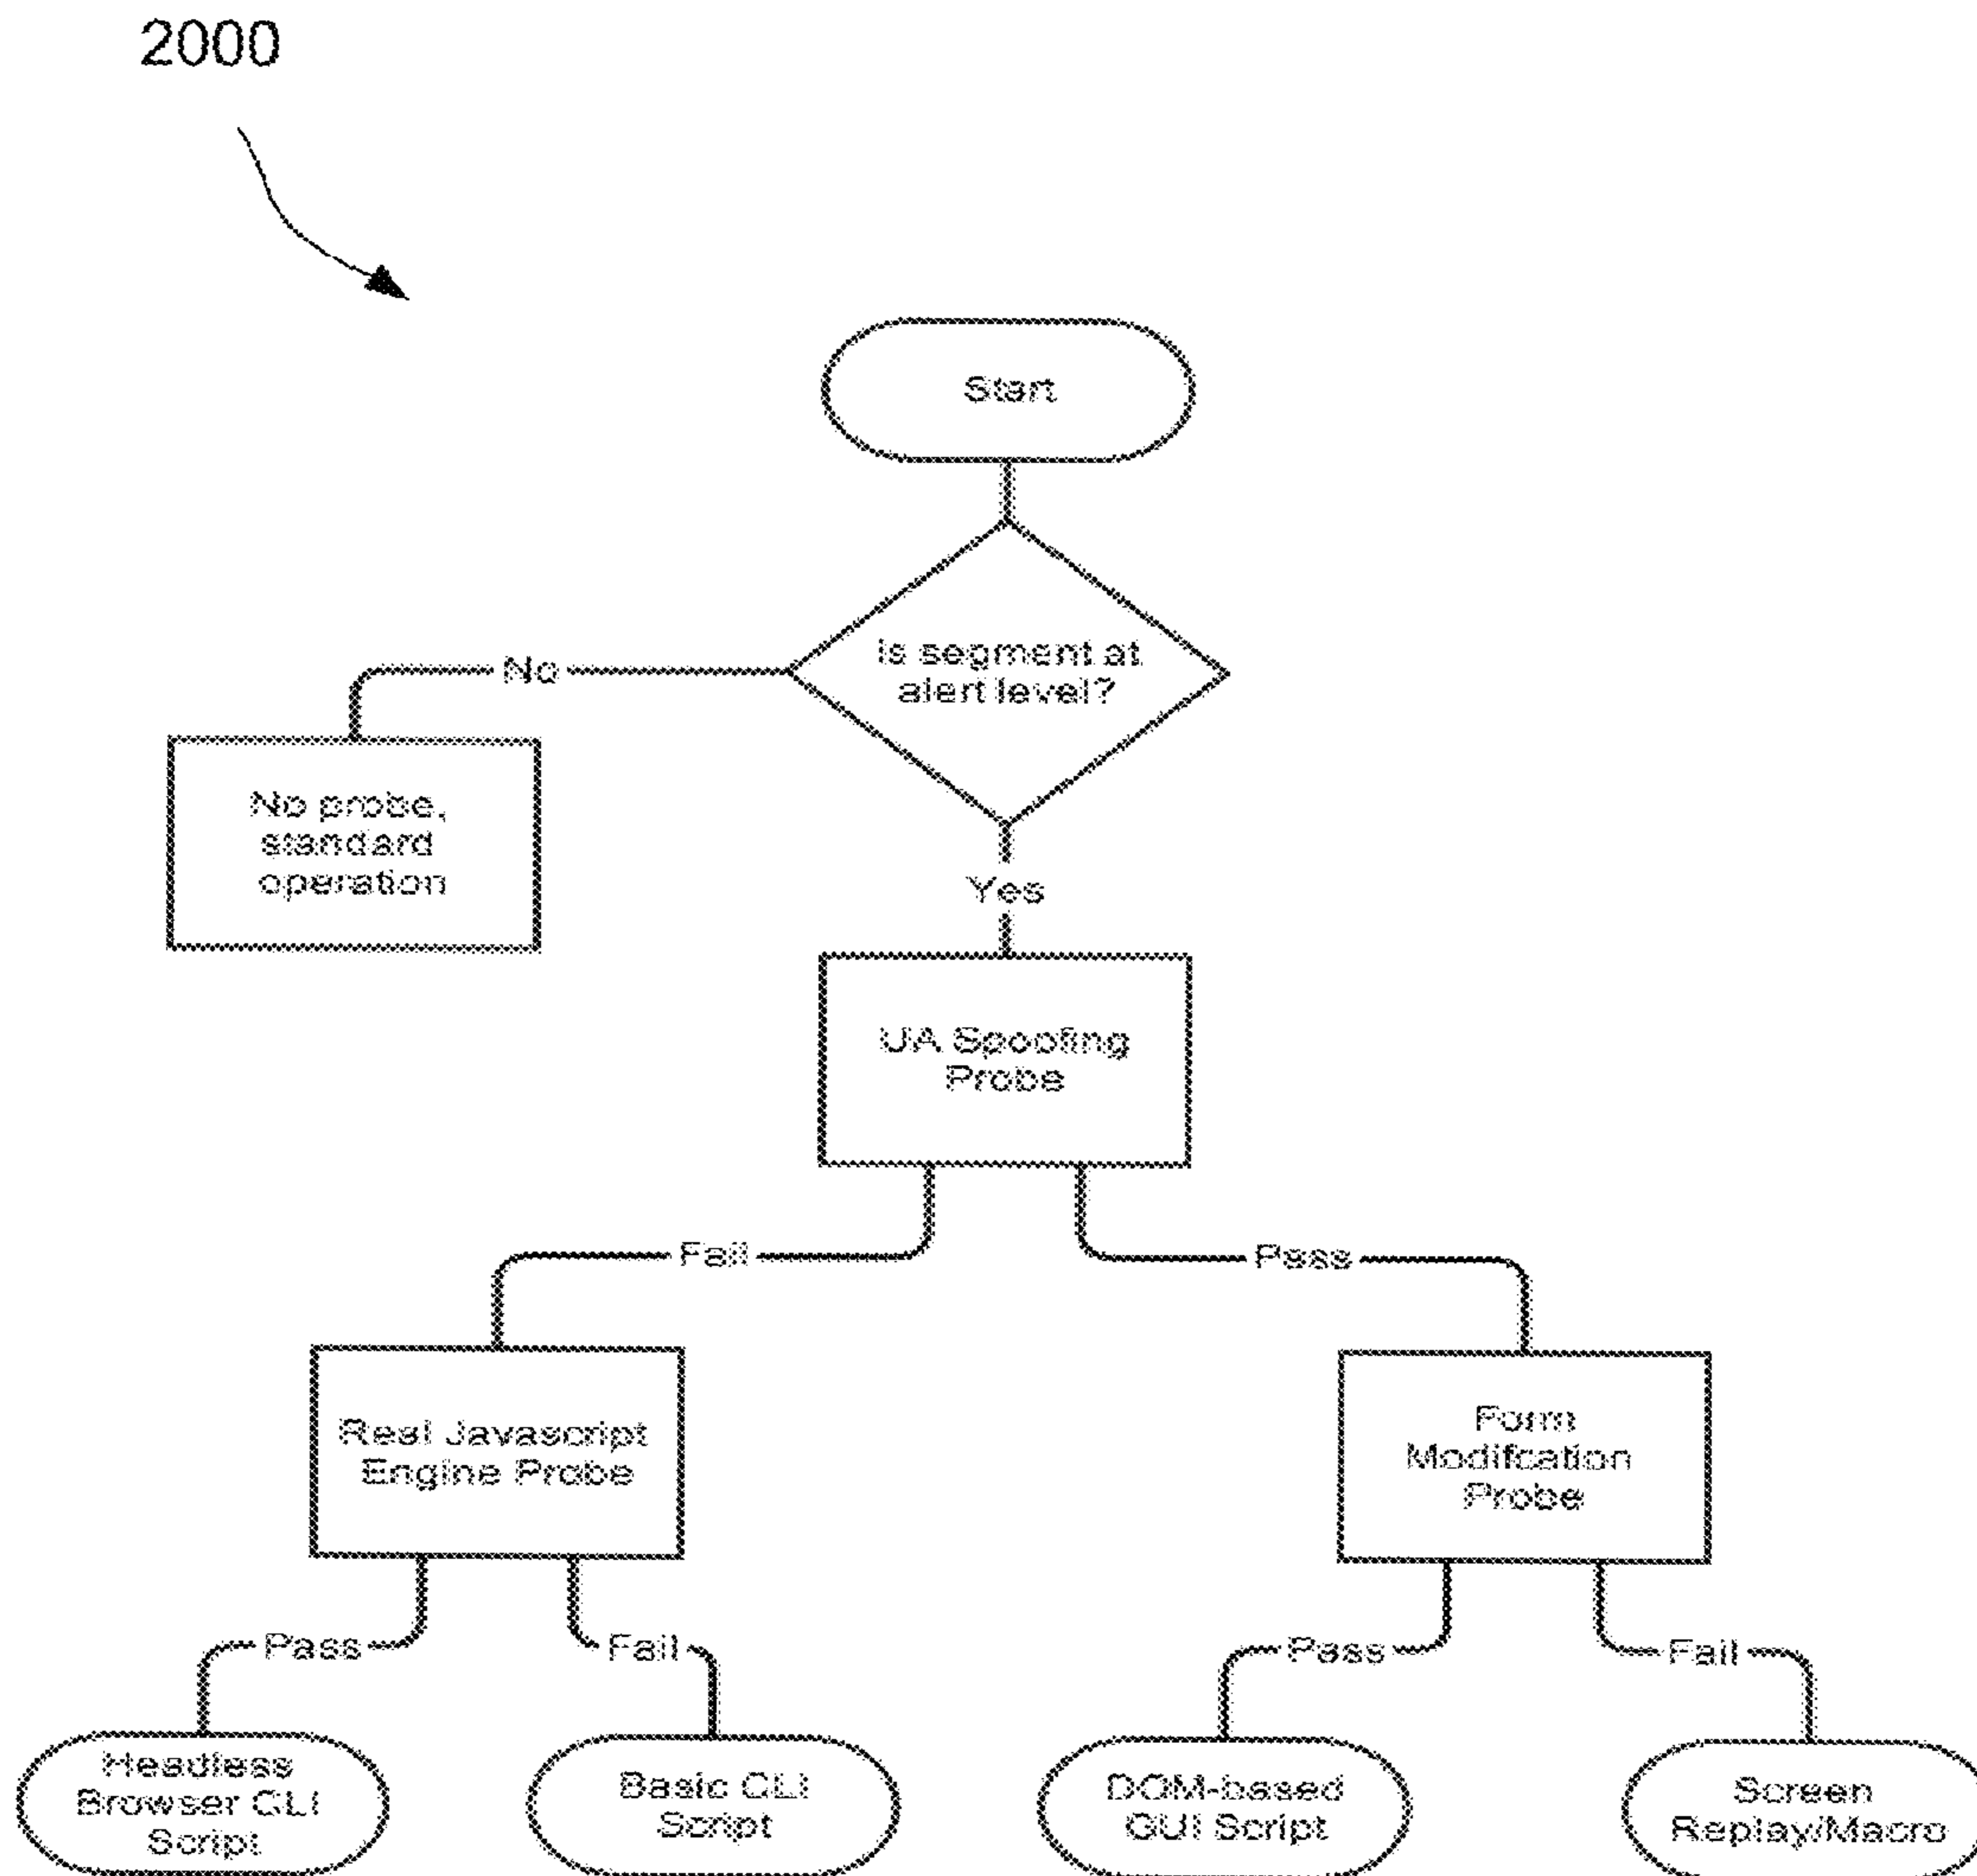 2000
Start
Is segment at
alert level?
No
No probe,
standard
operation
Yes
UA Spoofing
Probe
Fail
Pass
Real Javascript
Engine Probe
Form
Modifcation
Probe
Pass
Fail
Pass
Fail
Headless
Browser CLI
Script
Basic CLI
Script
DOM-based
GUI Script
Screen
Replay/Macro